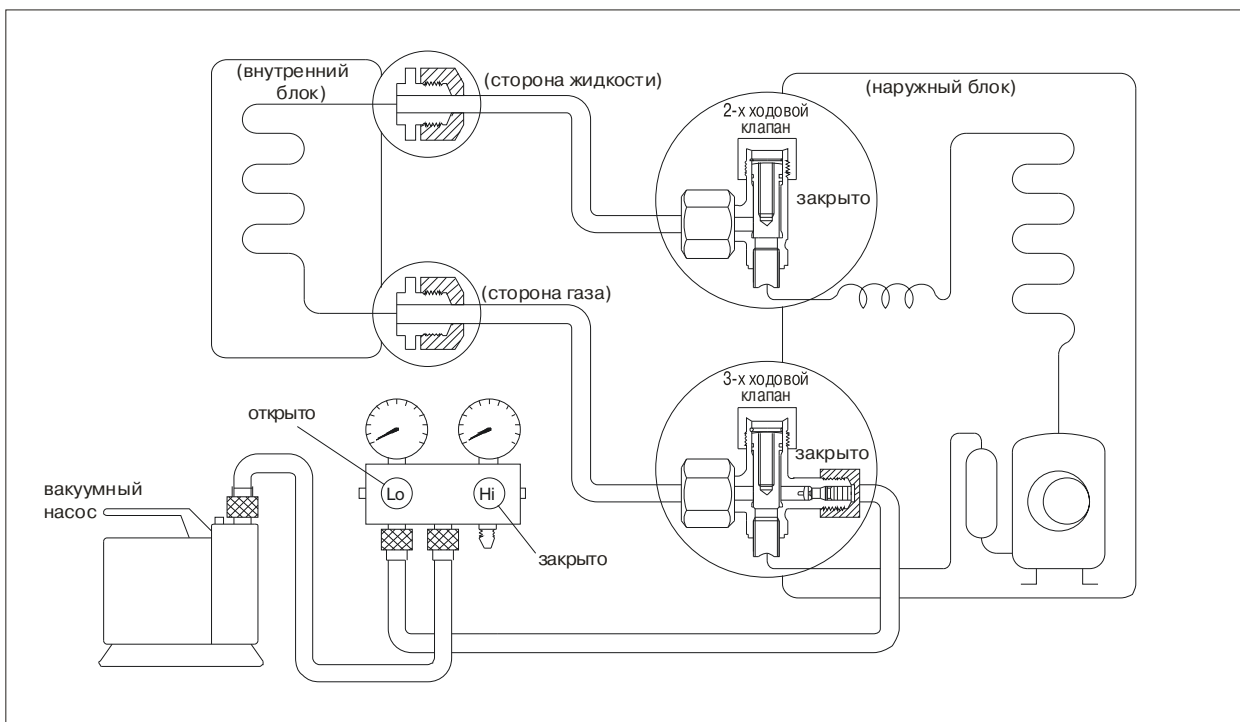 (внутренний
блок)
(сторона жидкости)
(наружный блок)
2-х ходовой
клапан
закрыто
(сторона газа)
3-х ходовой
клапан
закрыто
открыто
Lo
Hi
вакуумный
насос
закрыто